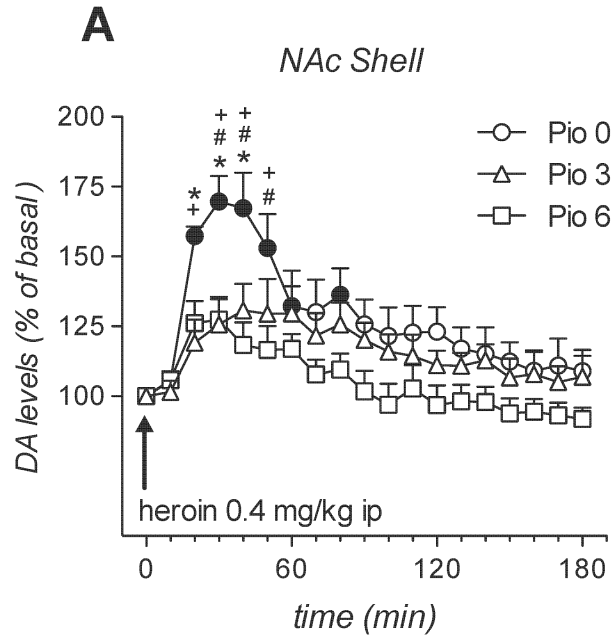 A
NAc Shell
DA levels (% of basal)
200
175
150
125
100
+
#
*
+
#
*
*
+
+
#
Pio 0
Pio 3
Pio 6
heroin 0.4 mg/kg ip
0
60
120
180
time (min)